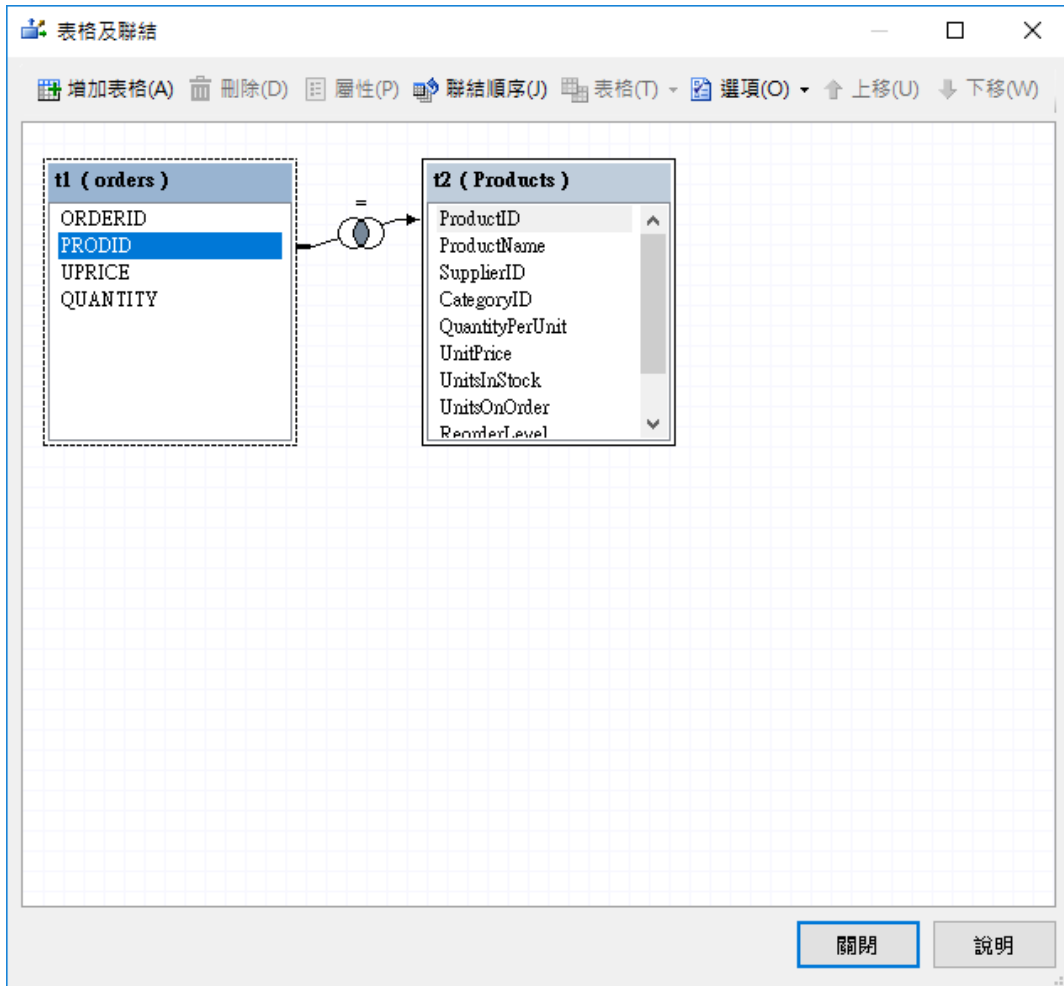 表格及聯結
增加表格(A) 刪除(D) 屬性(P) 聯結順序(J) 表格(T) 選項(O) 上移(U) 下移(W)
t1 ( orders )
ORDERID
PRODID
UPRICE
QUANTITY
=
t2 ( Products )
ProductID
ProductName
SupplierID
CategoryID
QuantityPerUnit
UnitPrice
UnitsInStock
UnitsOnOrder
ReorderLevel
關閉 說明